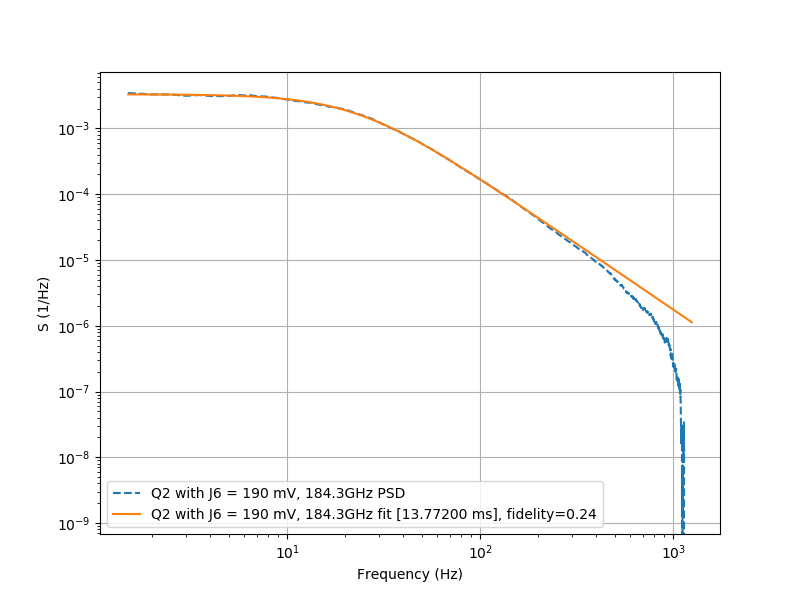 S (1/Hz)
10⁻³
10⁻⁴
10⁻⁵
10⁻⁶
10⁻⁷
10⁻⁸
10⁻⁹
Q2 with J6 = 190 mV, 184.3GHz PSD
Q2 with J6 = 190 mV, 184.3GHz fit [13.77200 ms], fidelity=0.24
10¹ 10² 10³
Frequency (Hz)